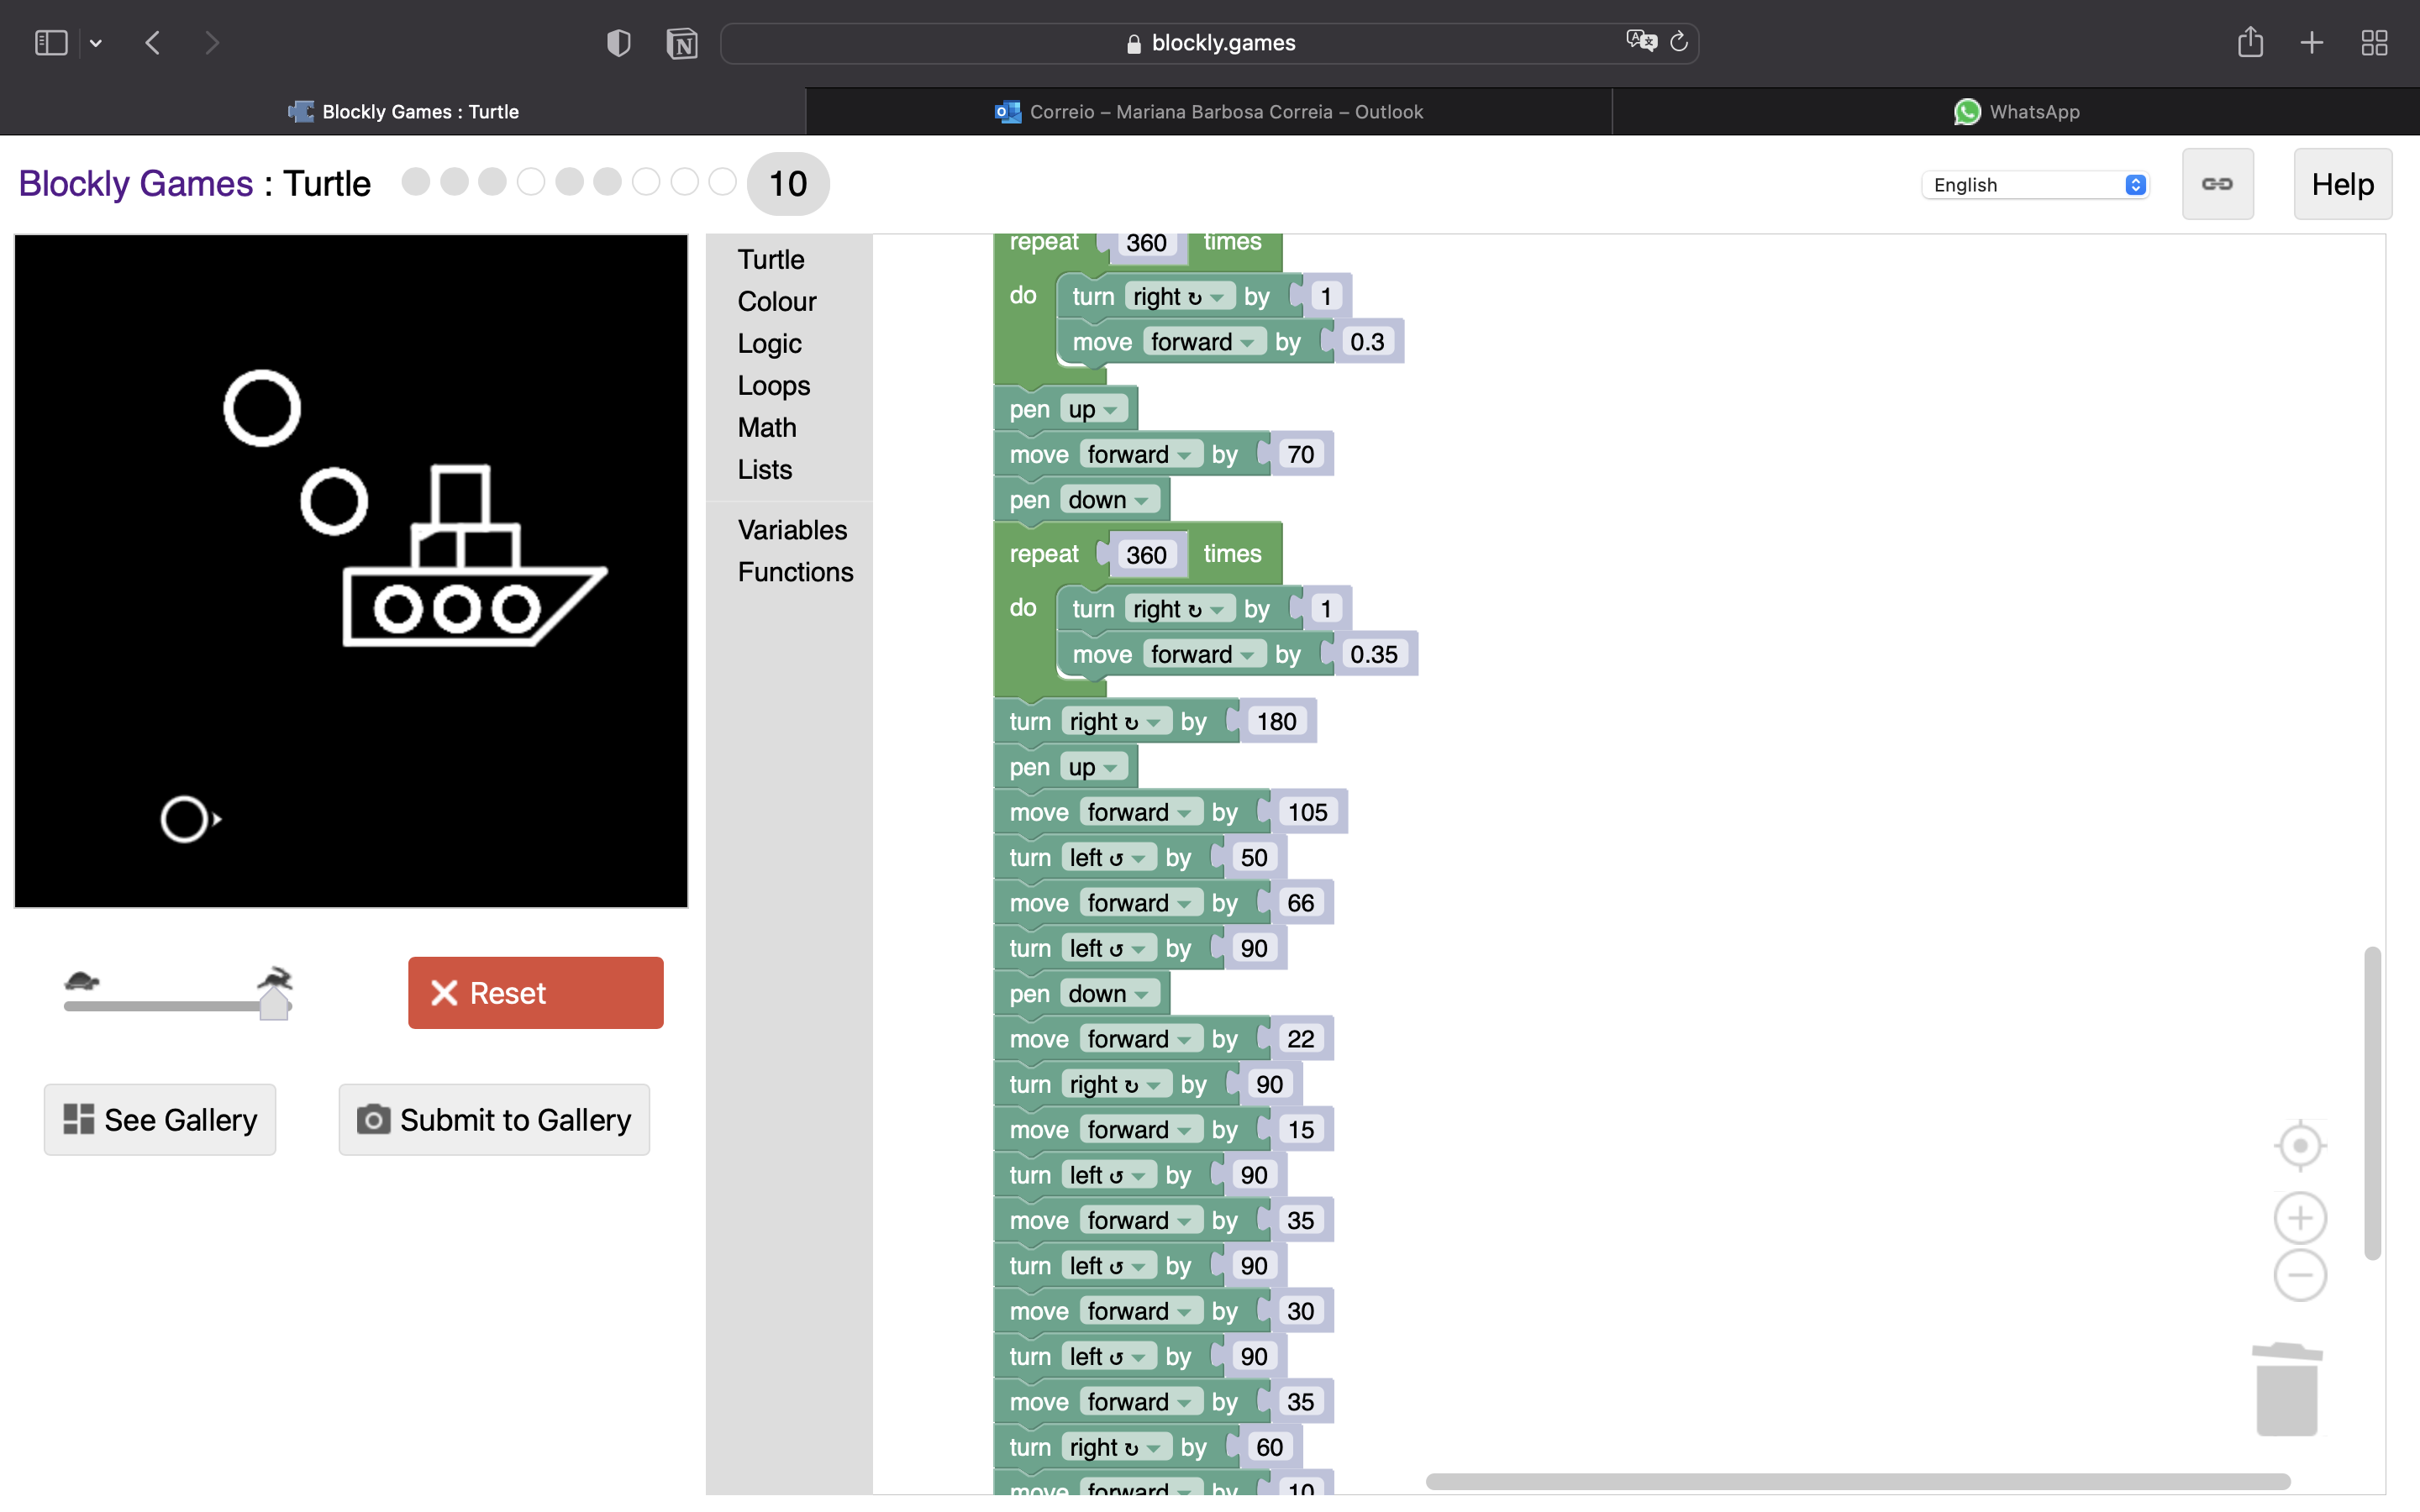 blockly.games
Blockly Games : Turtle
Correio – Mariana Barbosa Correia – Outlook
WhatsApp
Blockly Games : Turtle
10
English
Help
Turtle
Colour
Logic
Loops
Math
Lists
Variables
Functions
repeat 360 times
do turn right ↻ by 1
move forward by 0.3
pen up
move forward by 70
pen down
repeat 360 times
do turn right ↻ by 1
move forward by 0.35
turn right ↻ by 180
pen up
move forward by 105
turn left ↺ by 50
move forward by 66
turn left ↺ by 90
pen down
move forward by 22
turn right ↻ by 90
move forward by 15
turn left ↺ by 90
move forward by 35
turn left ↺ by 90
move forward by 30
turn left ↺ by 90
move forward by 35
turn right ↻ by 60
move forward by 10
Reset
See Gallery
Submit to Gallery